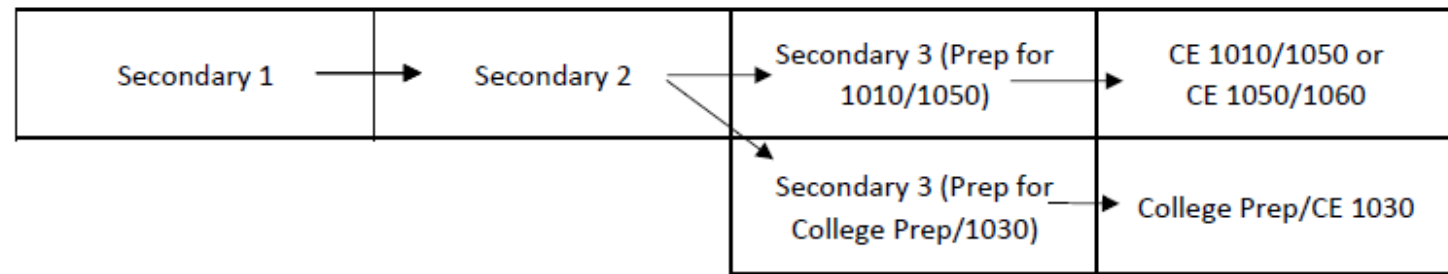 Secondary 1
Secondary 2
Secondary 3 (Prep for
1010/1050)
CE 1010/1050 or
CE 1050/1060
Secondary 3 (Prep for
College Prep/1030)
College Prep/CE 1030